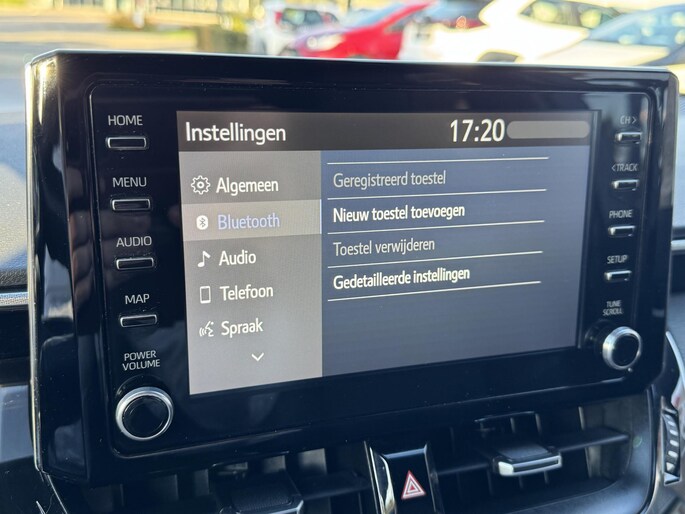 HOME
MENU
AUDIO
MAP
POWER
VOLUME
Instellingen
17:20
Algemeen
Bluetooth
Audio
Telefoon
Spraak
Geregistreerd toestel
Nieuw toestel toevoegen
Toestel verwijderen
Gedetailleerde instellingen
CH>
<TRACK
PHONE
SETUP
TUNE
SCROLL